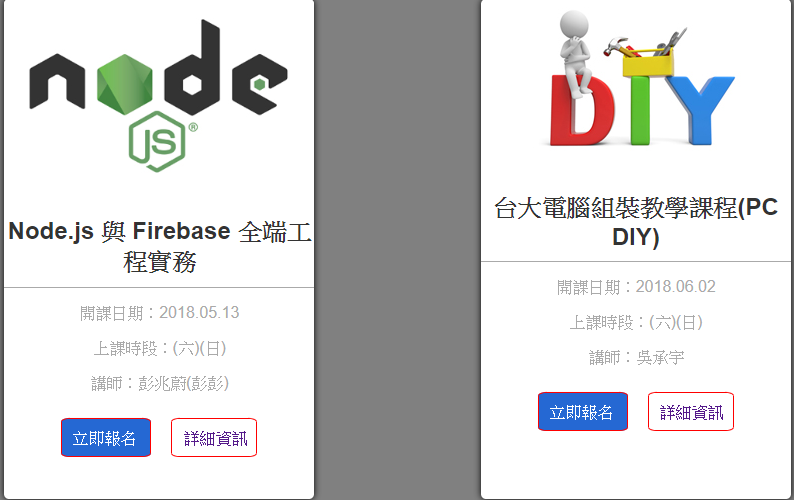 node
JS
®
Node.js 與 Firebase 全端工
程實務
開課日期：2018.05.13
上課時段：(六)(日)
講師：彭兆蔚(彭彭)
立即報名
詳細資訊
DIY
台大電腦組裝教學課程(PC
DIY)
開課日期：2018.06.02
上課時段：(六)(日)
講師：吳承宇
立即報名
詳細資訊